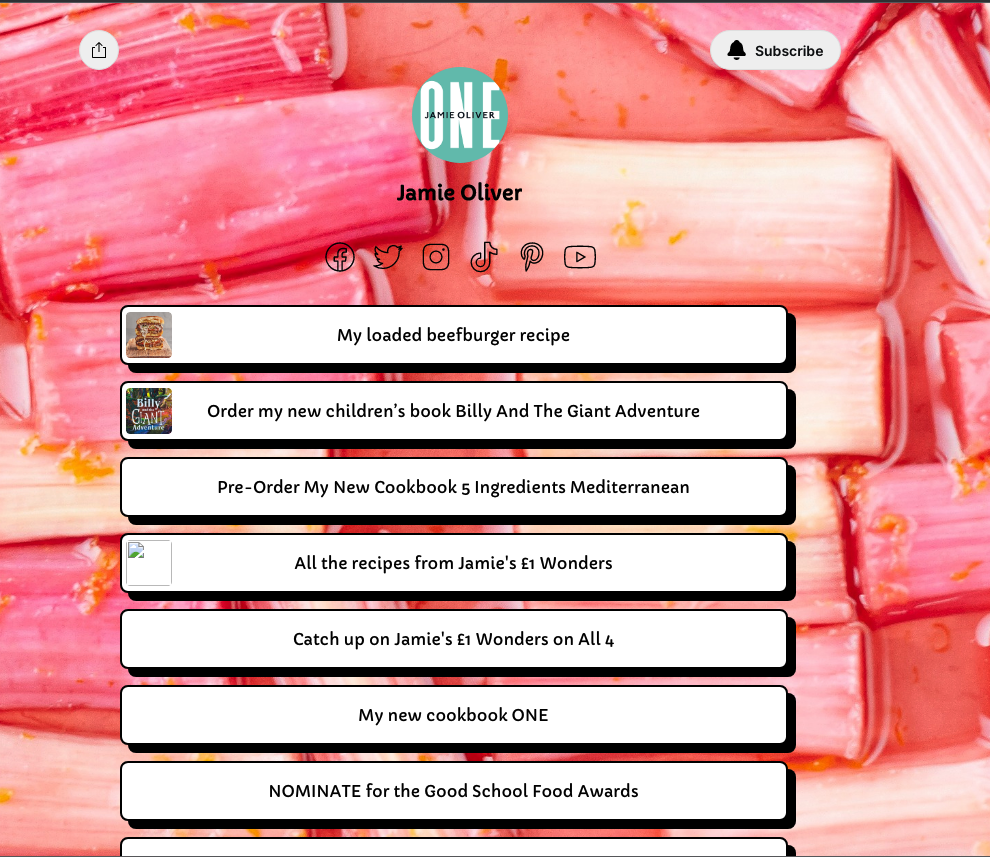 Subscribe
ONE
JAMIE OLIVER
Jamie Oliver
My loaded beefburger recipe
Billy
and the
GIANT
Adventure
Order my new children’s book Billy And The Giant Adventure
Pre-Order My New Cookbook 5 Ingredients Mediterranean
All the recipes from Jamie's £1 Wonders
Catch up on Jamie's £1 Wonders on All 4
My new cookbook ONE
NOMINATE for the Good School Food Awards